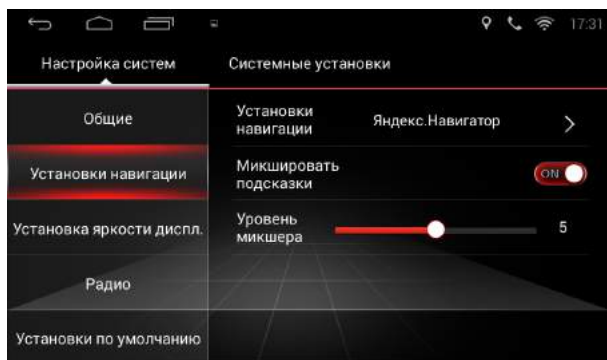 17:31
Настройка систем
Системные установки
Общие
Установки навигации
Установка яркости диспл.
Радио
Установки по умолчанию
Установки
навигации
Яндекс.Навигатор
Микшировать
подсказки
ON
Уровень
микшера
5